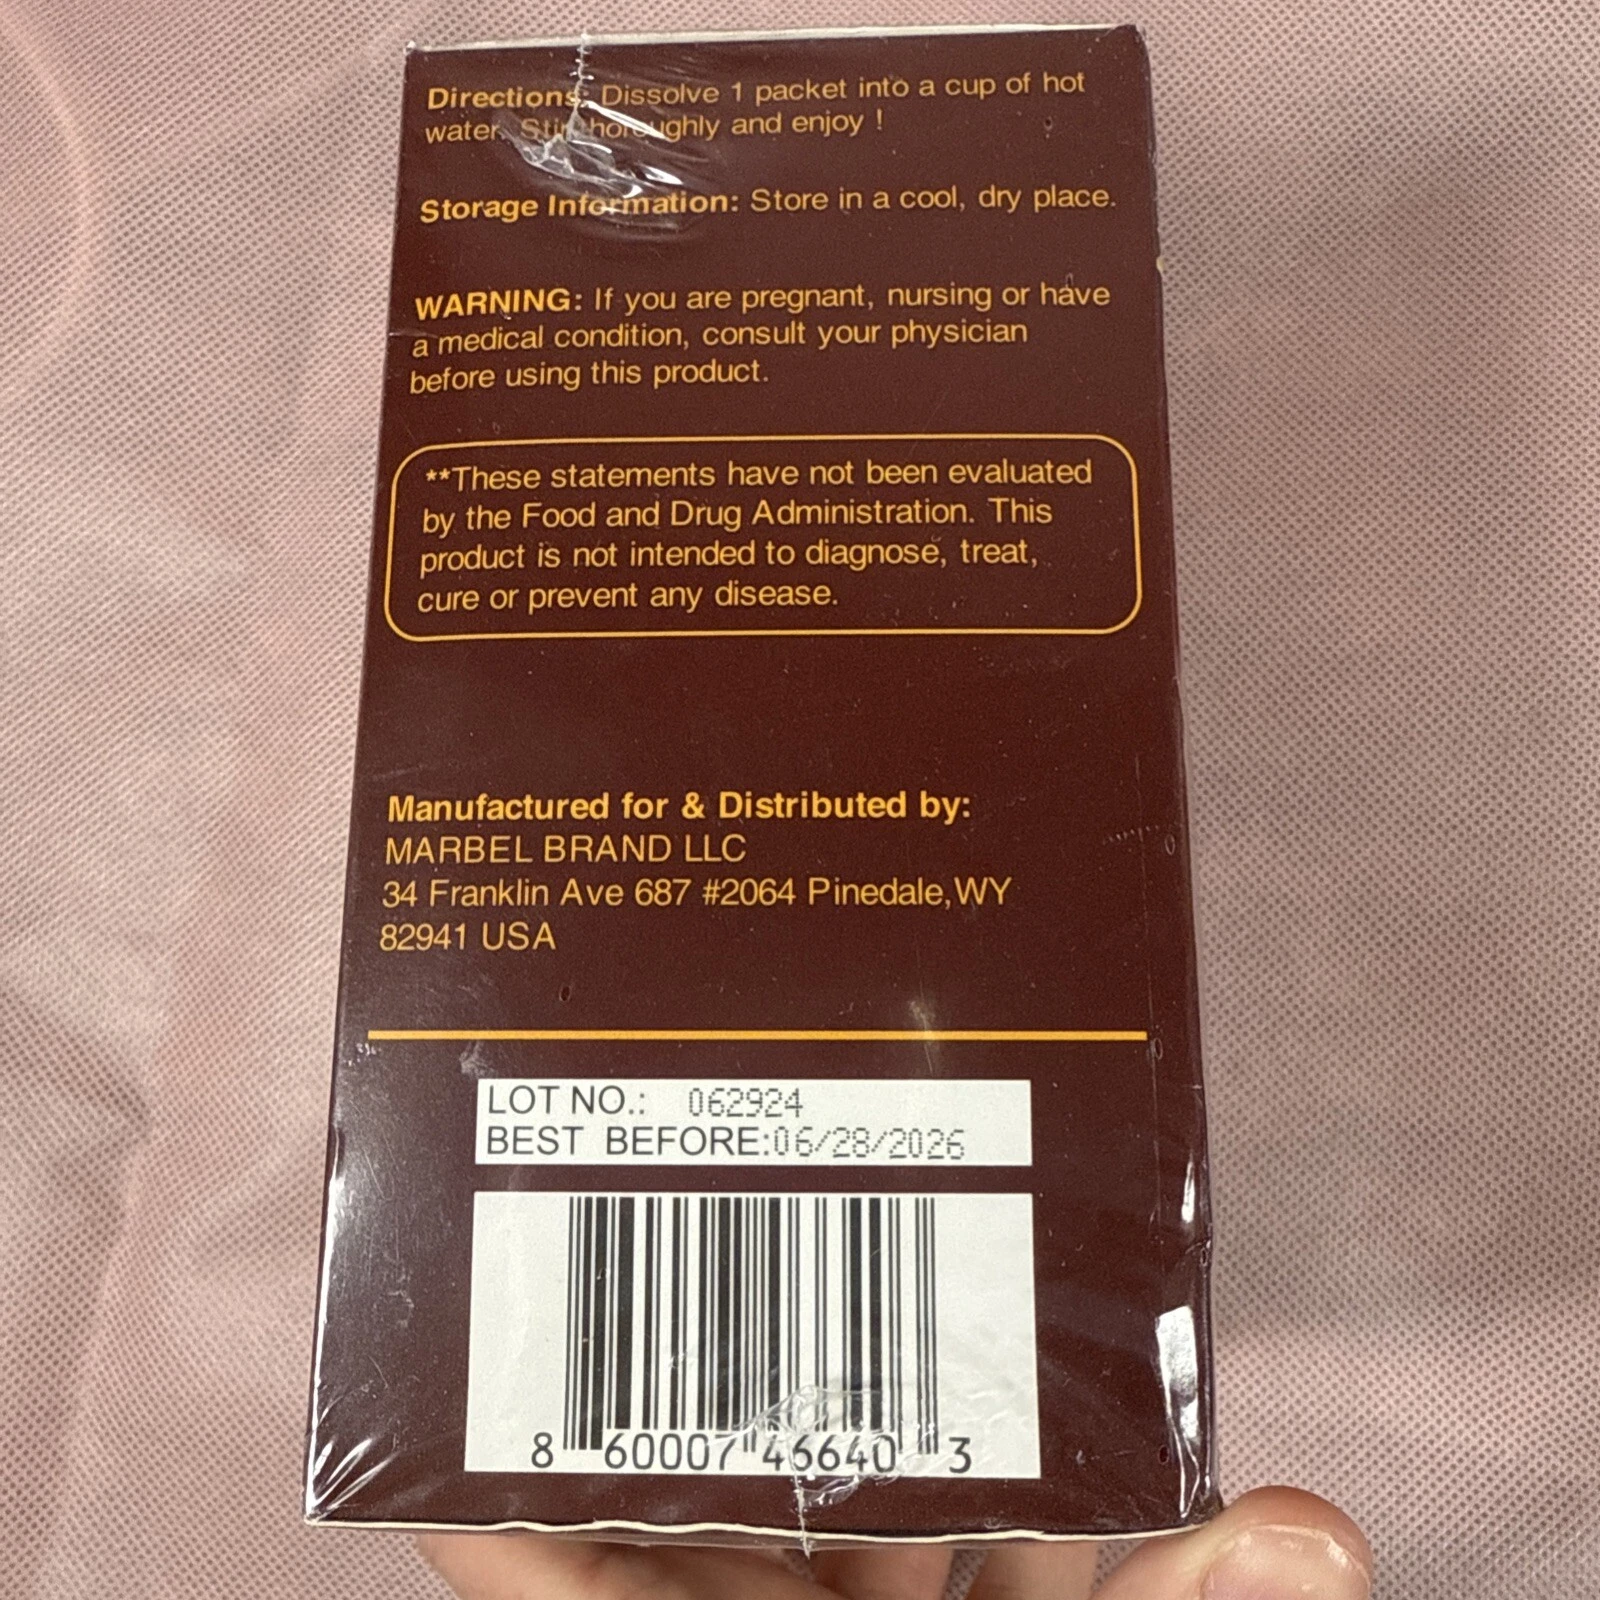 Directions: Dissolve 1 packet into a cup of hot
water. Stir thoroughly and enjoy !
Storage Information: Store in a cool, dry place.
WARNING: If you are pregnant, nursing or have
a medical condition, consult your physician
before using this product.
**These statements have not been evaluated
by the Food and Drug Administration. This
product is not intended to diagnose, treat,
cure or prevent any disease.
Manufactured for & Distributed by:
MARBEL BRAND LLC
34 Franklin Ave 687 #2064 Pinedale,WY
82941 USA
LOT NO.: 062924
BEST BEFORE:06/28/2026
8 60007 46640 3